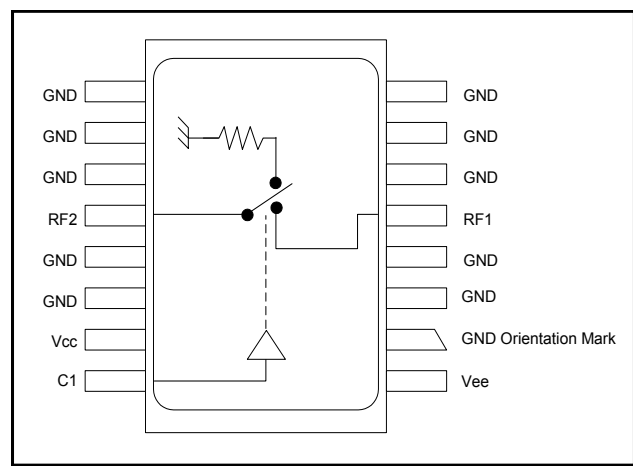 GND
GND
GND
RF2
GND
GND
Vcc
C1
GND
GND
GND
RF1
GND
GND
GND Orientation Mark
Vee